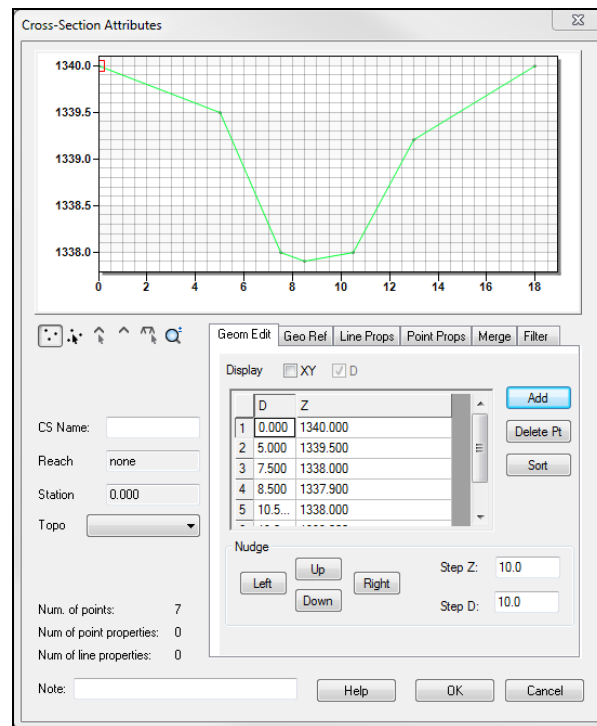 Cross-Section Attributes
1340.0
1339.5
1339.0
1338.5
1338.0
0 2 4 6 8 10 12 14 16 18
Geom Edit Geo Ref Line Props Point Props Merge Filter
Display XY D
D Z
1 0.000 1340.000
2 5.000 1339.500
3 7.500 1338.000
4 8.500 1337.900
5 10.5... 1338.000
Add
Delete Pt
Sort
CS Name:
Reach none
Station 0.000
Topo
Nudge
Left Up Down Right
Step Z: 10.0
Step D: 10.0
Num. of points: 7
Num of point properties: 0
Num of line properties: 0
Note:
Help OK Cancel